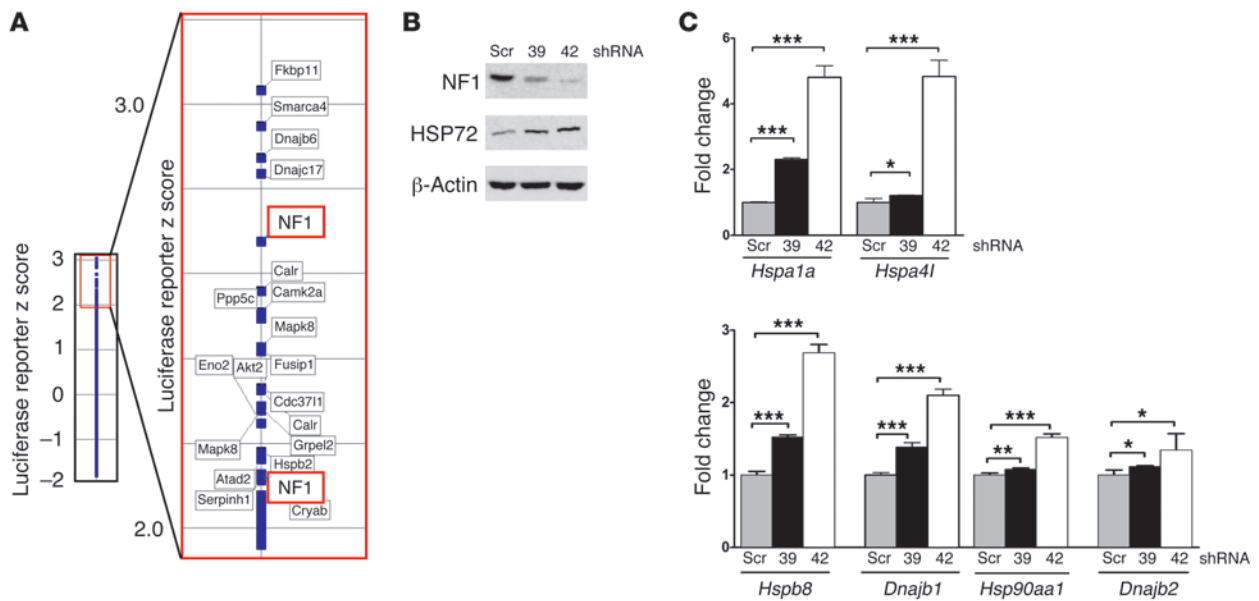 A
Luciferase reporter z score
3
2
1
0
−1
−2
3.0
2.0
Luciferase reporter z score
Fkbp11
Smarca4
Dnajb6
Dnajc17
NF1
Calr
Ppp5c
Camk2a
Mapk8
Eno2
Akt2
Fusip1
Cdc37l1
Calr
Mapk8
Grpel2
Hspb2
Atad2
NF1
Serpinh1
Cryab
B
Scr 39 42 shRNA
NF1
HSP72
β-Actin
C
Fold change
6
4
2
0
*** ***
*** *
Scr 39 42 Scr 39 42 shRNA
Hspa1a Hspa4l
Fold change
3
2
1
0
*** *** *** *
*** *** ** *
Scr 39 42 Scr 39 42 Scr 39 42 Scr 39 42 shRNA
Hspb8 Dnajb1 Hsp90aa1 Dnajb2